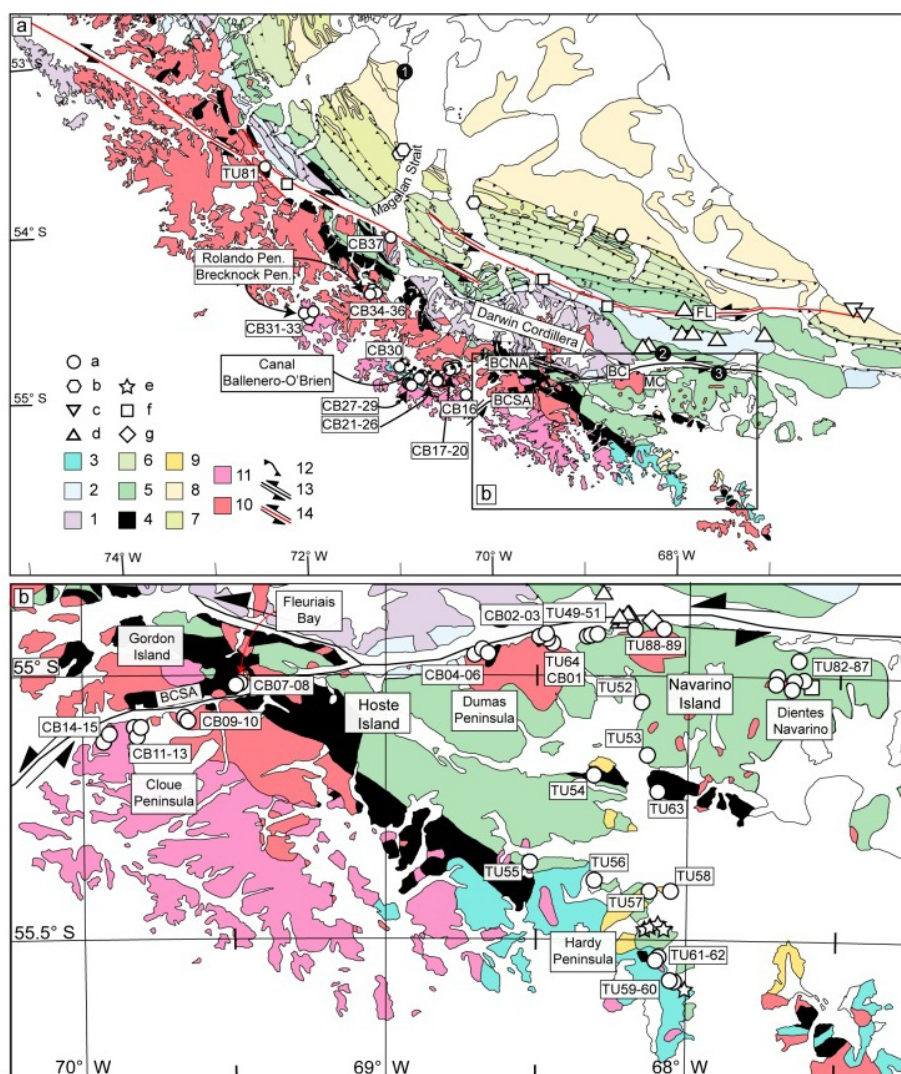 a
1
53° S
Magellan Strait
TU81
54° S
CB37
Rolando Pen.
Brecknock Pen.
CB34-36
FL
CB31-33
Darwin Cordillera
a
e
CB30
2
b
f
Canal
Ballenero-O'Brien
BCNA
BC
3
c
g
MC
d
CB16
BCSA
55° S
CB27-29
CB21-26
CB17-20
3
6
9
11
12
2
5
8
10
13
1
4
7
14
b
74° W
72° W
70° W
68° W
b
Fleuriais
Bay
CB02-03
TU49-51
Gordon
Island
TU88-89
55° S
TU64
CB01
TU82-87
BCSA
CB07-08
CB04-06
TU52
Navarino
Island
Hoste
Island
Dumas
Peninsula
Dientes
Navarino
CB14-15
CB09-10
CB11-13
TU53
Cloue
Peninsula
TU54
TU63
TU55
TU56
TU58
TU57
55.5° S
Hardy
Peninsula
TU61-62
TU59-60
70° W
69° W
68° W